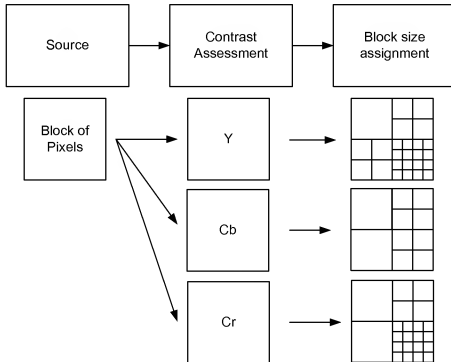 Source
Contrast
Assessment
Block size
assignment
Block of
Pixels
Y
Cb
Cr